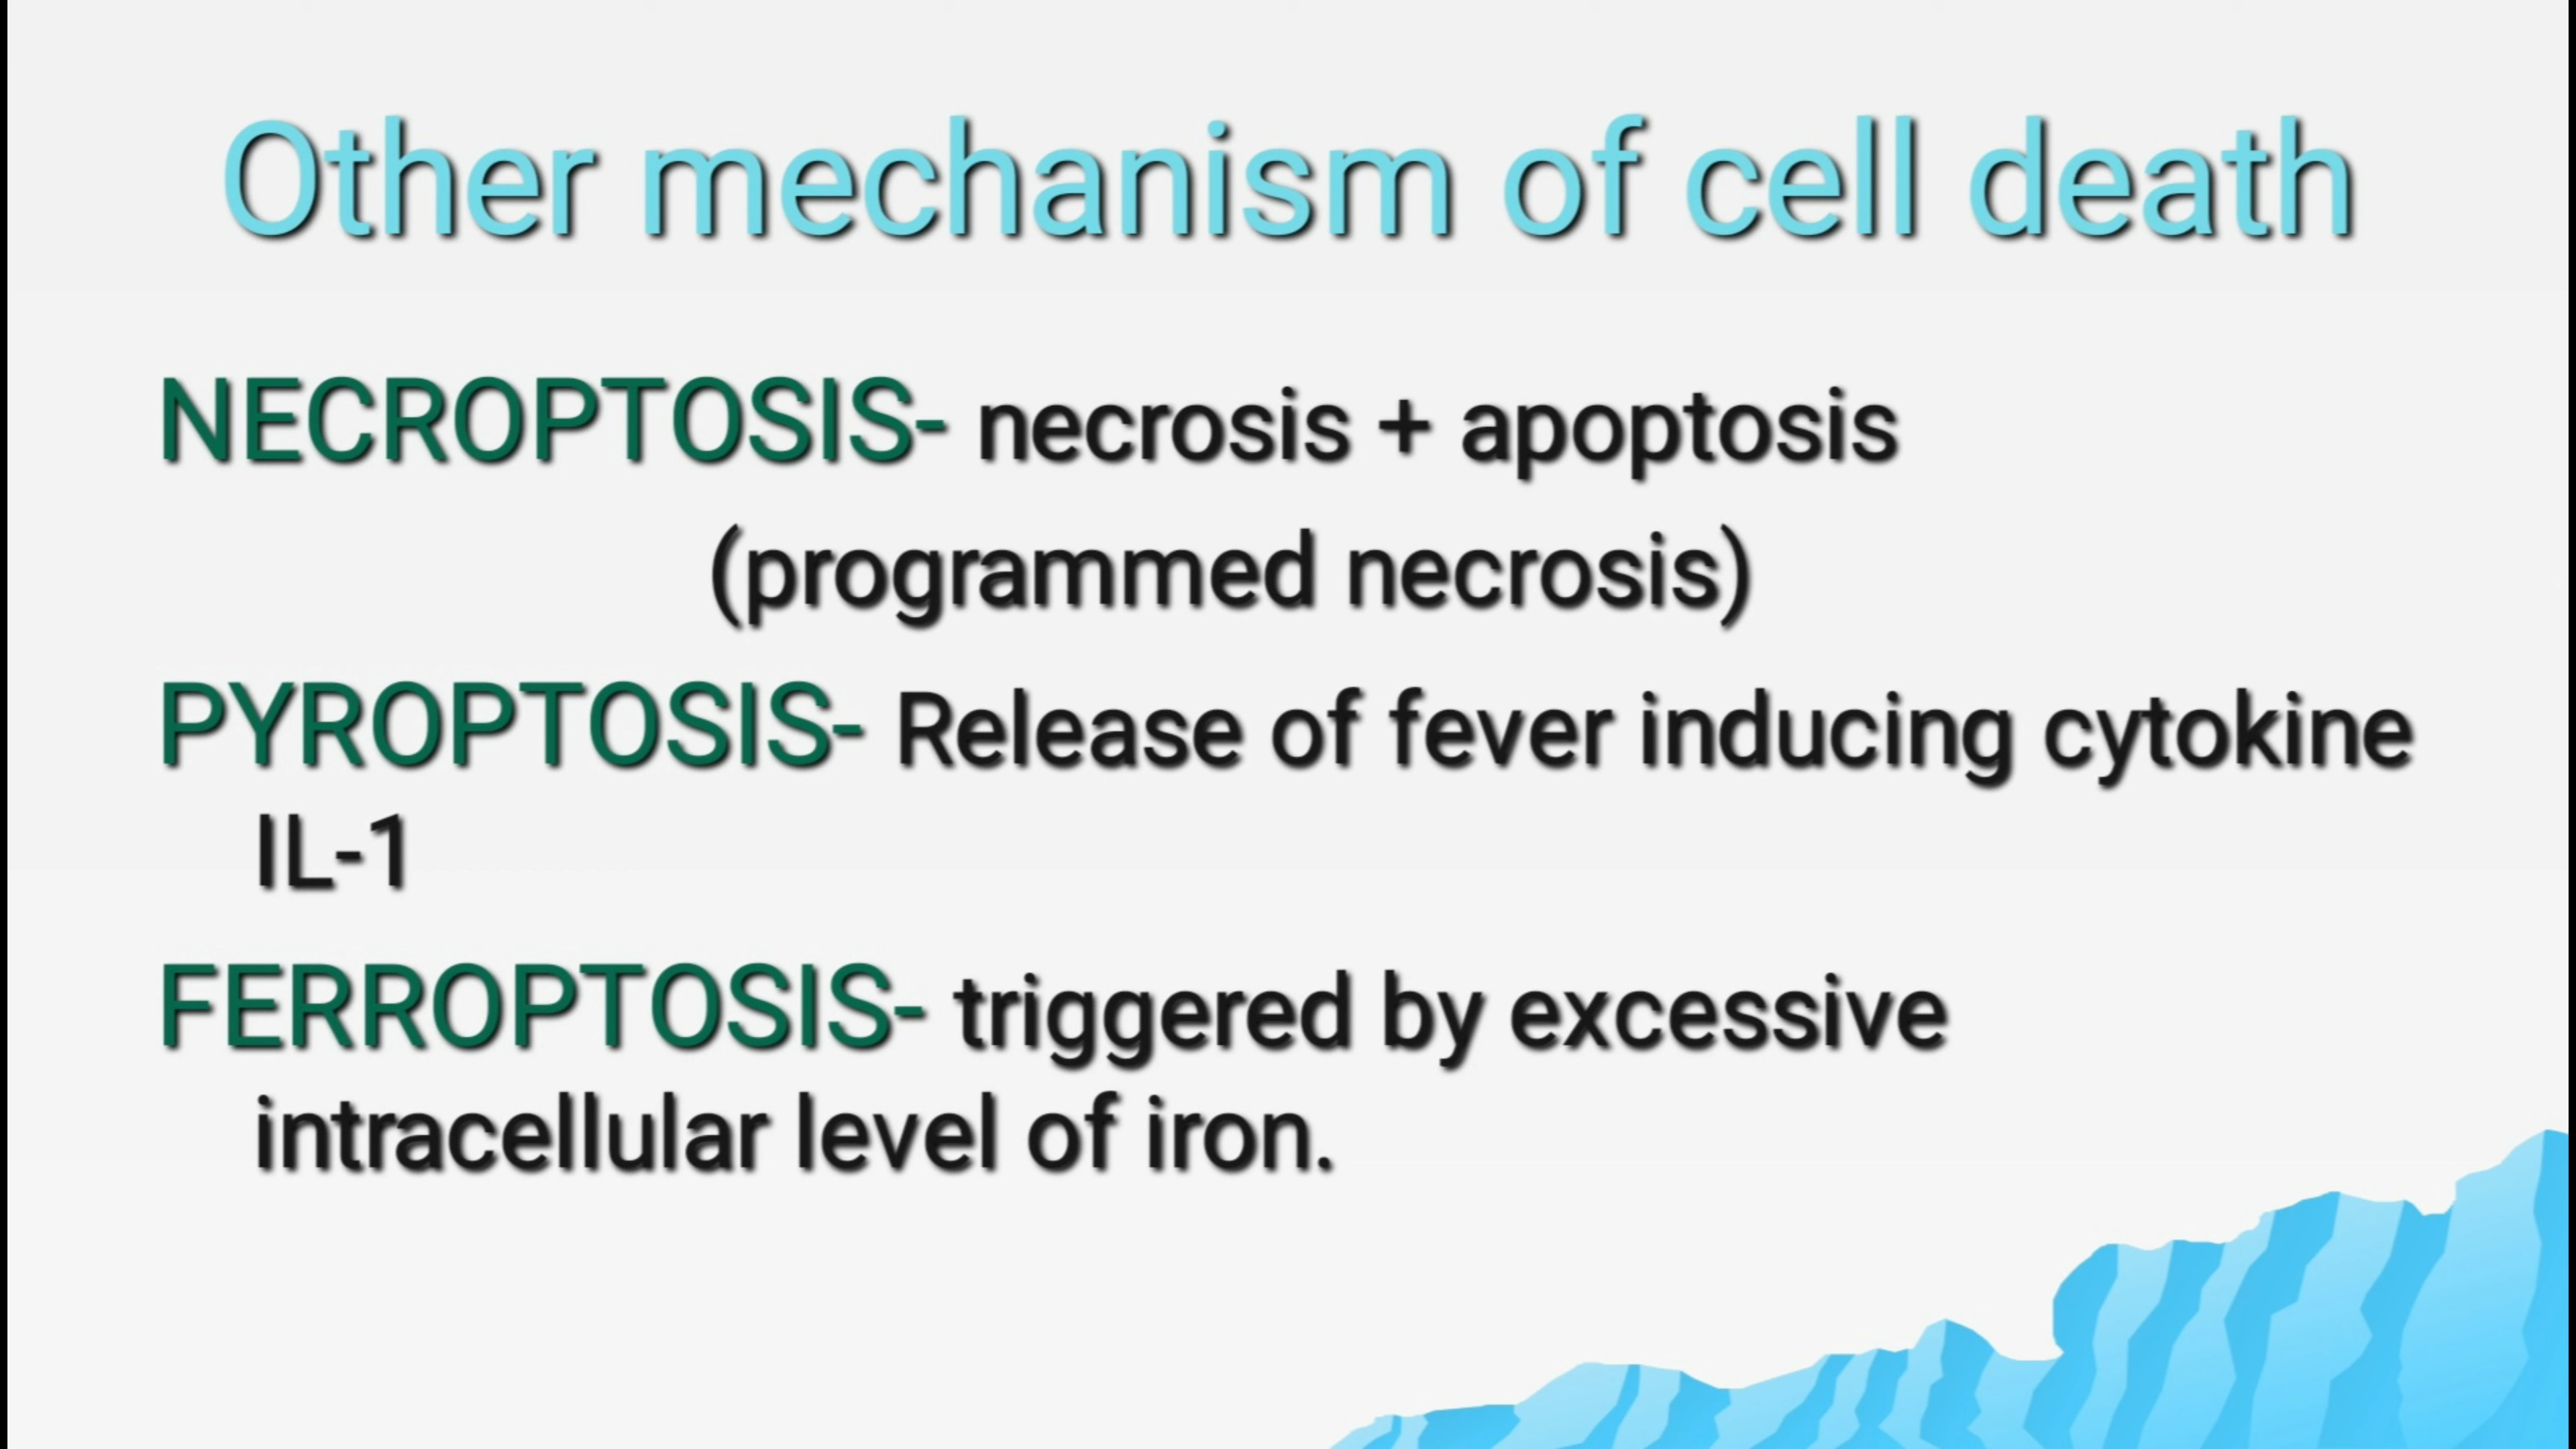 Other mechanism of cell death
NECROPTOSIS- necrosis + apoptosis
(programmed necrosis)
PYROPTOSIS- Release of fever inducing cytokine
IL-1
FERROPTOSIS- triggered by excessive
intracellular level of iron.